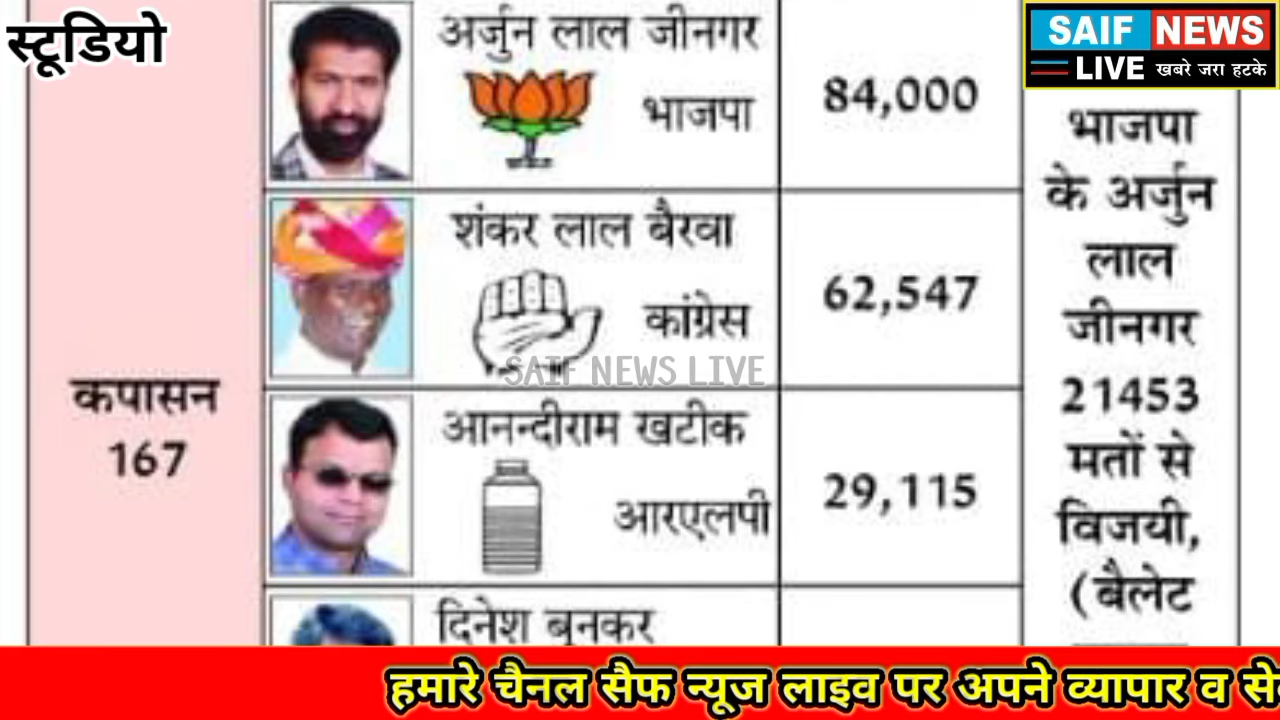 स्टूडियो
SAIF NEWS
LIVE खबरे जरा हटके
कपासन
167
अर्जुन लाल जीनगर
भाजपा
84,000
शंकर लाल बैरवा
कांग्रेस
62,547
SAIF NEWS LIVE
आनन्दीराम खटीक
आरएलपी
29,115
दिनेश बुनकर
भाजपा
के अर्जुन
लाल
जीनगर
21453
मतों से
विजयी,
(बैलेट
हमारे चैनल सैफ न्यूज लाइव पर अपने व्यापार व से